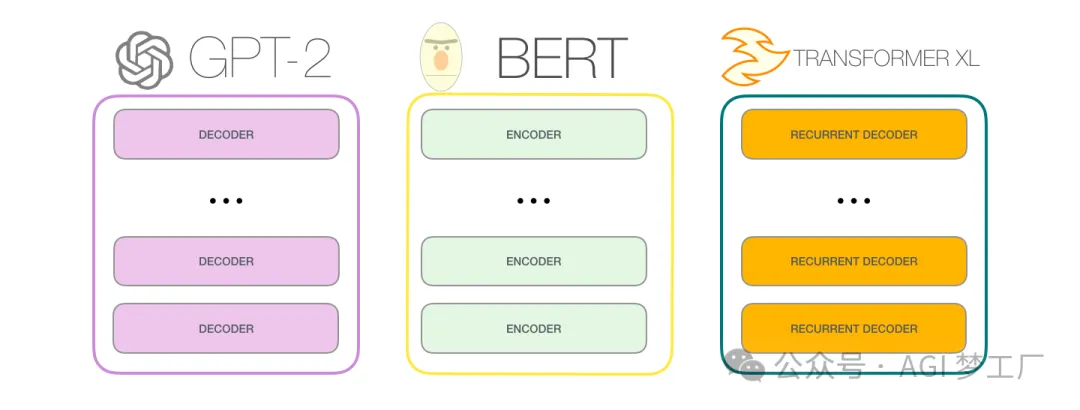 GPT-2
DECODER
...
DECODER
DECODER
BERT
ENCODER
...
ENCODER
ENCODER
TRANSFORMER XL
RECURRENT DECODER
...
RECURRENT DECODER
RECURRENT DECODER
公众号 · AGI 梦工厂